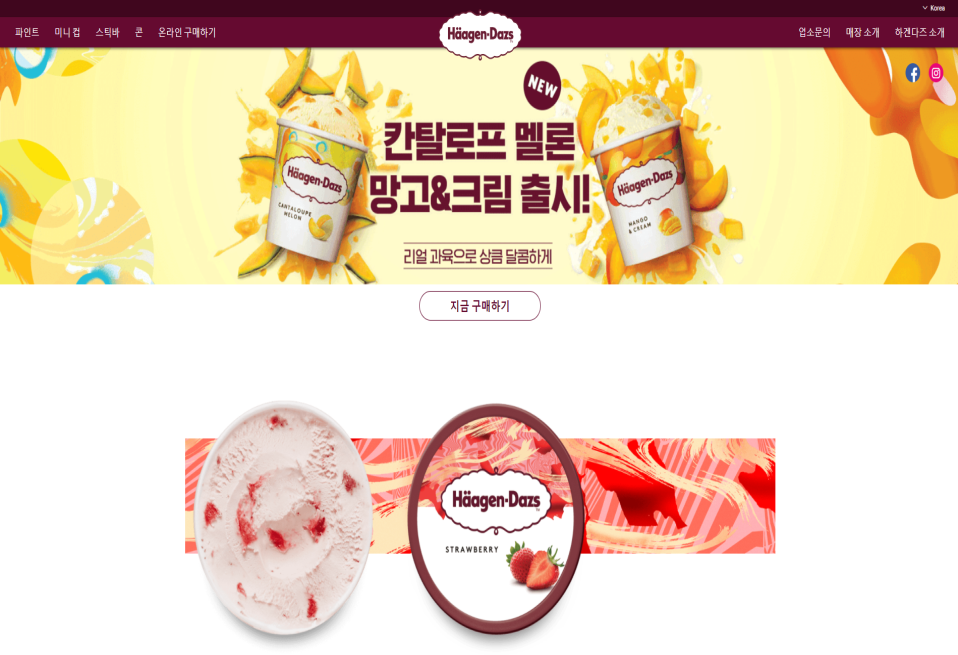 Korea
파인트 미니 컵 스틱바 콘 온라인 구매하기
Häagen-Dazs
업소문의 매장 소개 하겐다즈 소개
NEW
칸탈로프 멜론
망고&크림 출시!
리얼 과육으로 상큼 달콤하게
Häagen-Dazs
CANTALOUPE
MELON
Häagen-Dazs
MANGO
& CREAM
지금 구매하기
Häagen-Dazs
STRAWBERRY